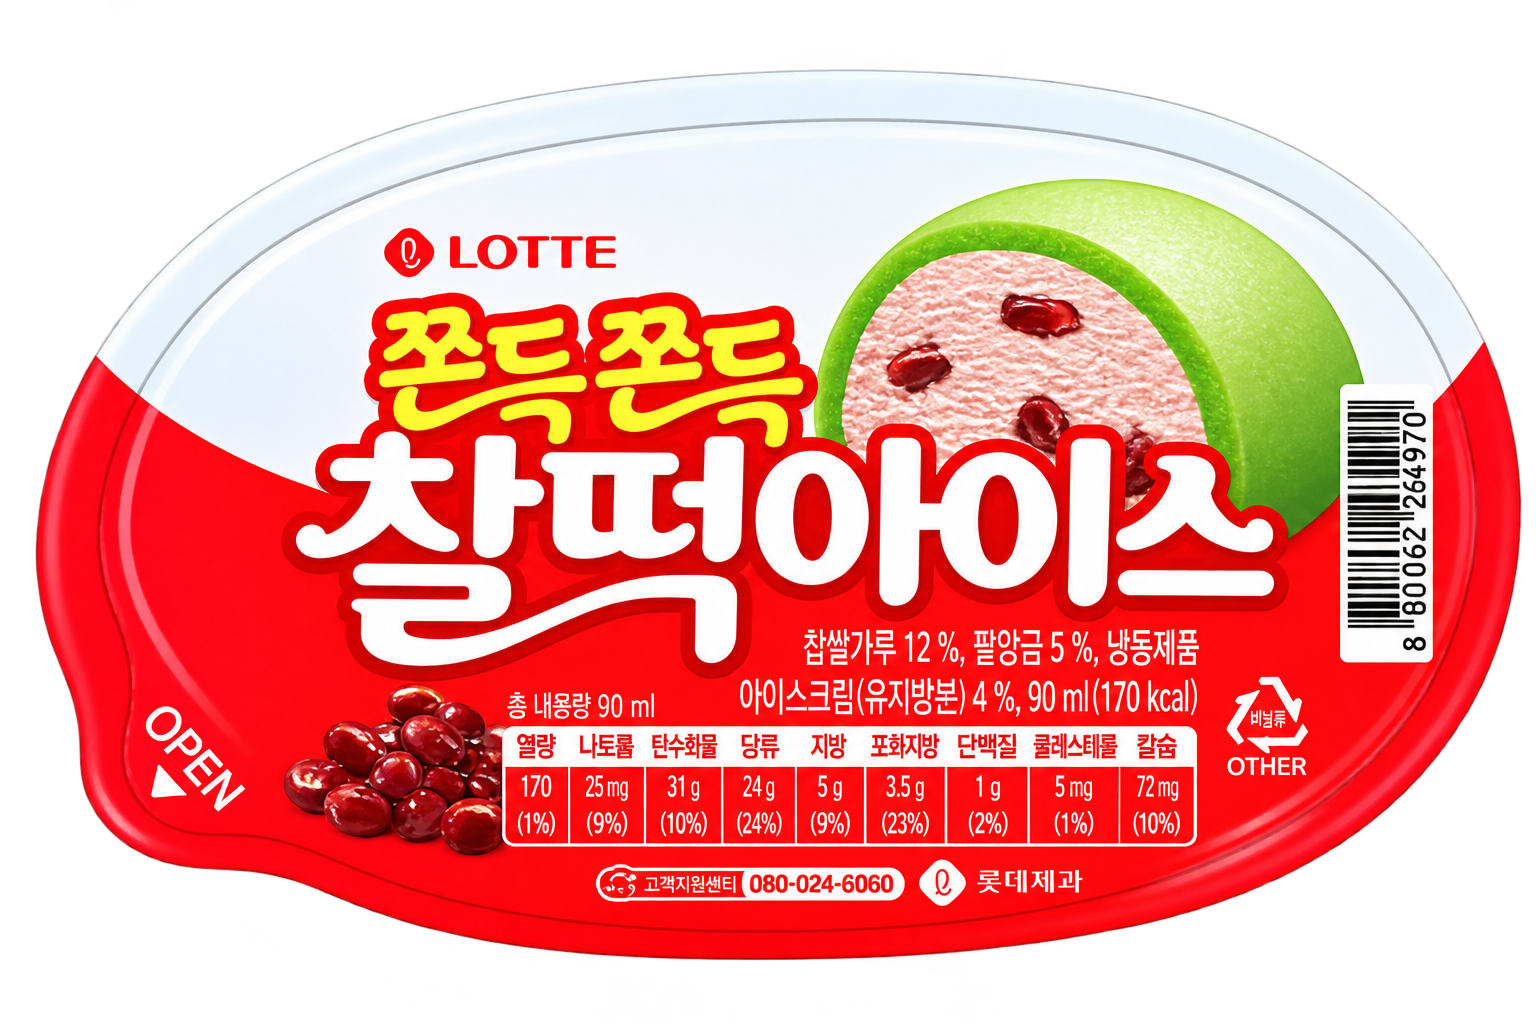 LOTTE
쫀득쫀득
찰떡아이스
찹쌀가루 12 %, 팥앙금 5 %, 냉동제품
아이스크림(유지방분) 4 %, 90 ml(170 kcal)
총 내용량 90 ml
열량 나토륨 탄수화물 당류 지방 포화지방 단백질 콜레스테롤 칼슘
170 25 mg 31 g 24 g 5 g 3.5 g 1 g 5 mg 72 mg
(1%) (9%) (10%) (24%) (9%) (23%) (2%) (1%) (10%)
OPEN
고객지원센티 080-024-6060
롯데제과
비닐류
OTHER
8 80062 264970